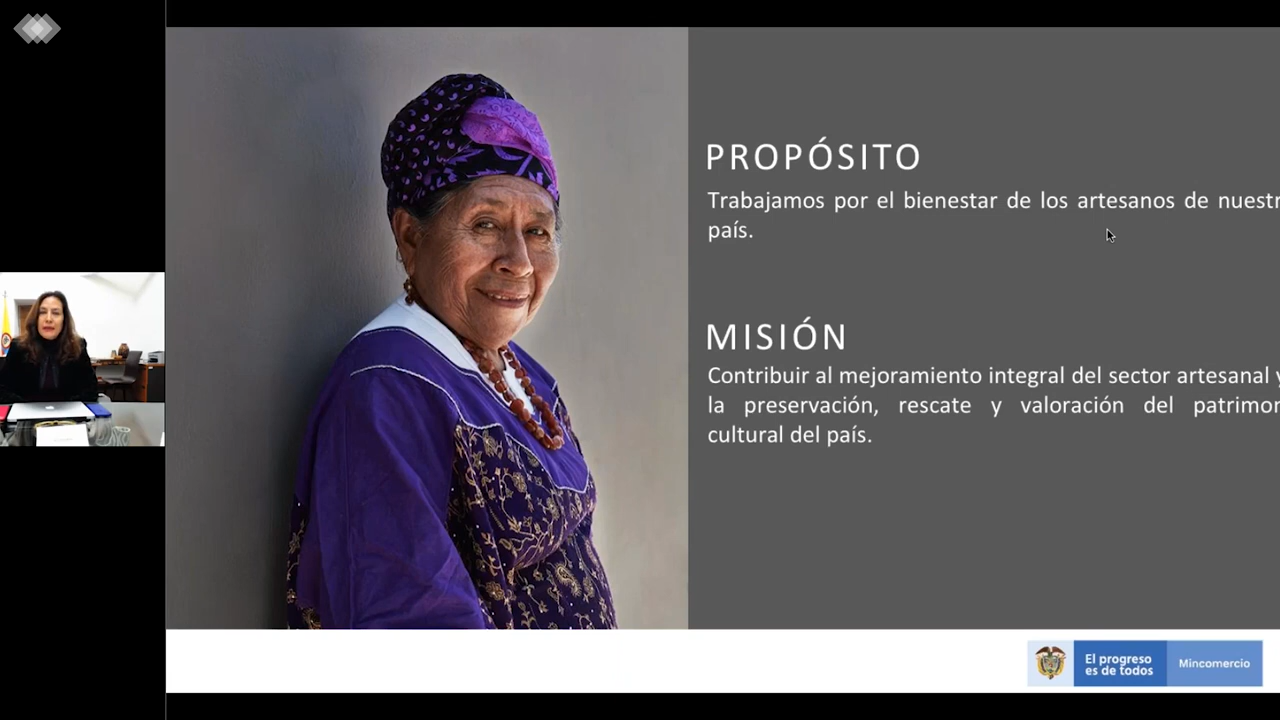 PROPÓSITO
Trabajamos por el bienestar de los artesanos de nuestr
país.
MISIÓN
Contribuir al mejoramiento integral del sector artesanal y
la preservación, rescate y valoración del patrimon
cultural del país.
El progreso
es de todos
Mincomercio